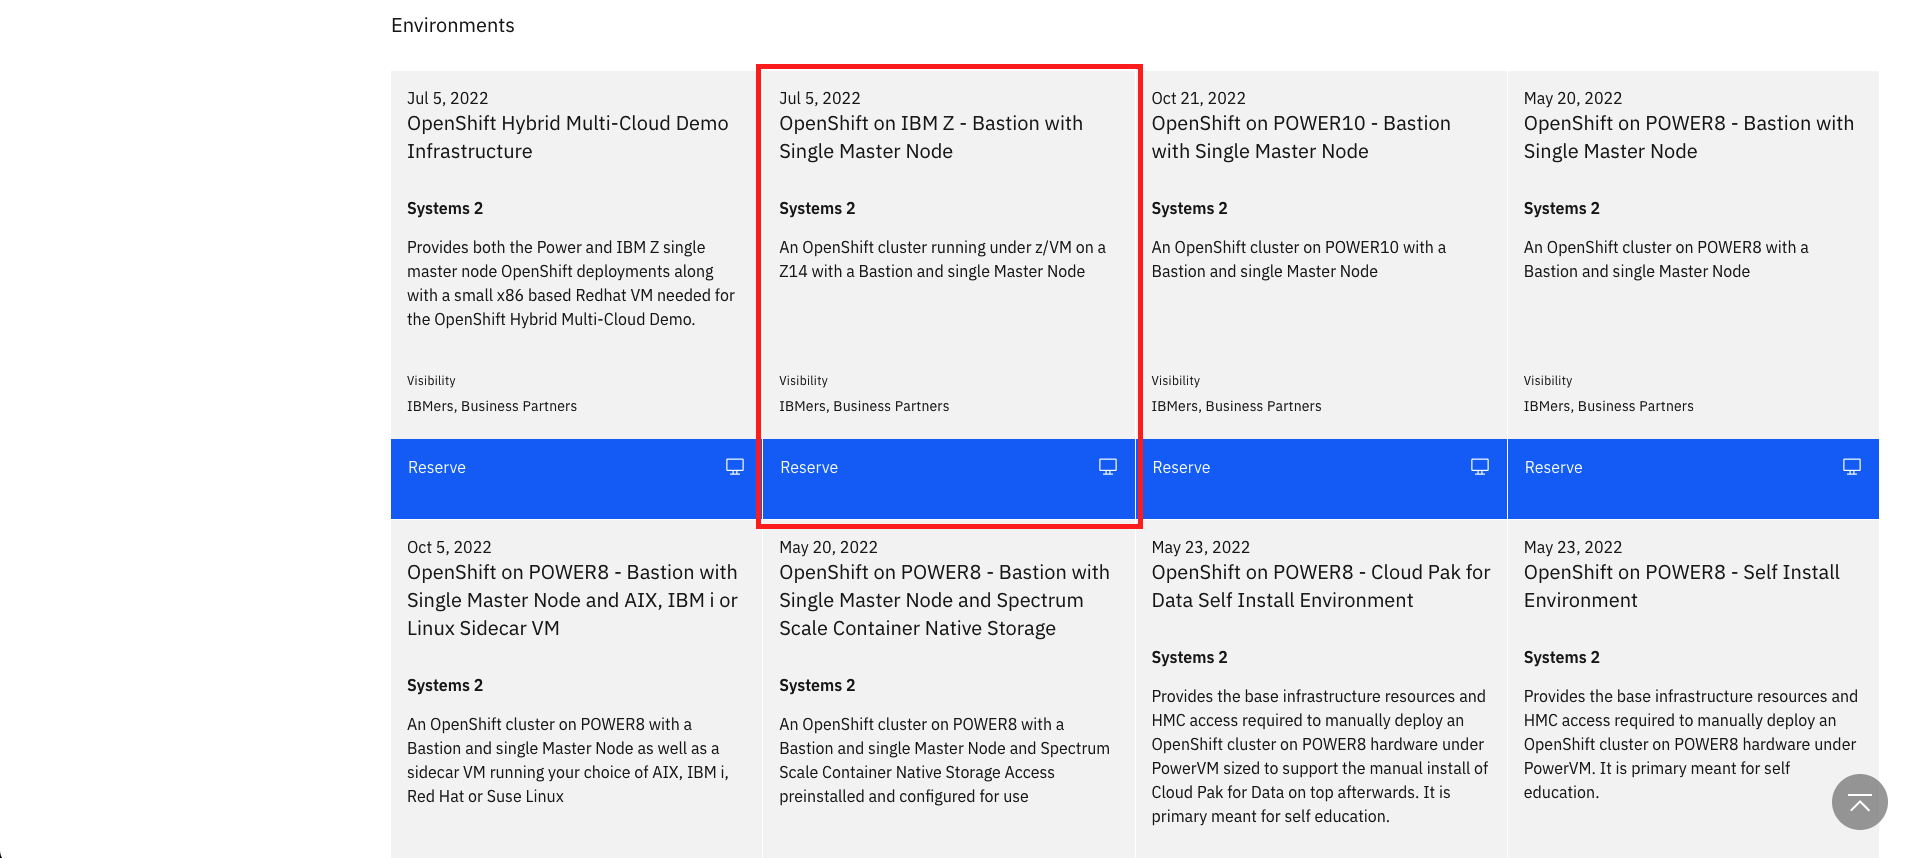 Environments
Jul 5, 2022
OpenShift Hybrid Multi-Cloud Demo
Infrastructure
Systems 2
Provides both the Power and IBM Z single
master node OpenShift deployments along
with a small x86 based Redhat VM needed for
the OpenShift Hybrid Multi-Cloud Demo.
Visibility
IBMers, Business Partners
Reserve
Jul 5, 2022
OpenShift on IBM Z - Bastion with
Single Master Node
Systems 2
An OpenShift cluster running under z/VM on a
Z14 with a Bastion and single Master Node
Visibility
IBMers, Business Partners
Reserve
Oct 21, 2022
OpenShift on POWER10 - Bastion
with Single Master Node
Systems 2
An OpenShift cluster on POWER10 with a
Bastion and single Master Node
Visibility
IBMers, Business Partners
Reserve
May 20, 2022
OpenShift on POWER8 - Bastion with
Single Master Node
Systems 2
An OpenShift cluster on POWER8 with a
Bastion and single Master Node
Visibility
IBMers, Business Partners
Reserve
Oct 5, 2022
OpenShift on POWER8 - Bastion with
Single Master Node and AIX, IBM i or
Linux Sidecar VM
Systems 2
An OpenShift cluster on POWER8 with a
Bastion and single Master Node as well as a
sidecar VM running your choice of AIX, IBM i,
Red Hat or Suse Linux
May 20, 2022
OpenShift on POWER8 - Bastion with
Single Master Node and Spectrum
Scale Container Native Storage
Systems 2
An OpenShift cluster on POWER8 with a
Bastion and single Master Node and Spectrum
Scale Container Native Storage Access
preinstalled and configured for use
May 23, 2022
OpenShift on POWER8 - Cloud Pak for
Data Self Install Environment
Systems 2
Provides the base infrastructure resources and
HMC access required to manually deploy an
OpenShift cluster on POWER8 hardware under
PowerVM sized to support the manual install of
Cloud Pak for Data on top afterwards. It is
primary meant for self education.
May 23, 2022
OpenShift on POWER8 - Self Install
Environment
Systems 2
Provides the base infrastructure resources and
HMC access required to manually deploy an
OpenShift cluster on POWER8 hardware under
PowerVM. It is primary meant for self
education.